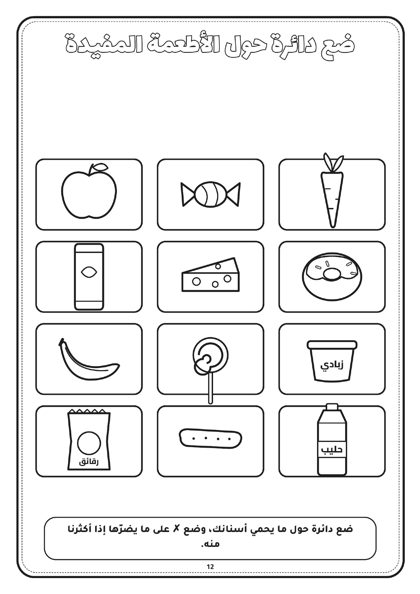 ضع دائرة حول الأطعمة المفيدة
زبادي
رقائق
حليب
ضع دائرة حول ما يحمي أسنانك، وضع ✗ على ما يضرّها إذا أكثرنا
منه.
12